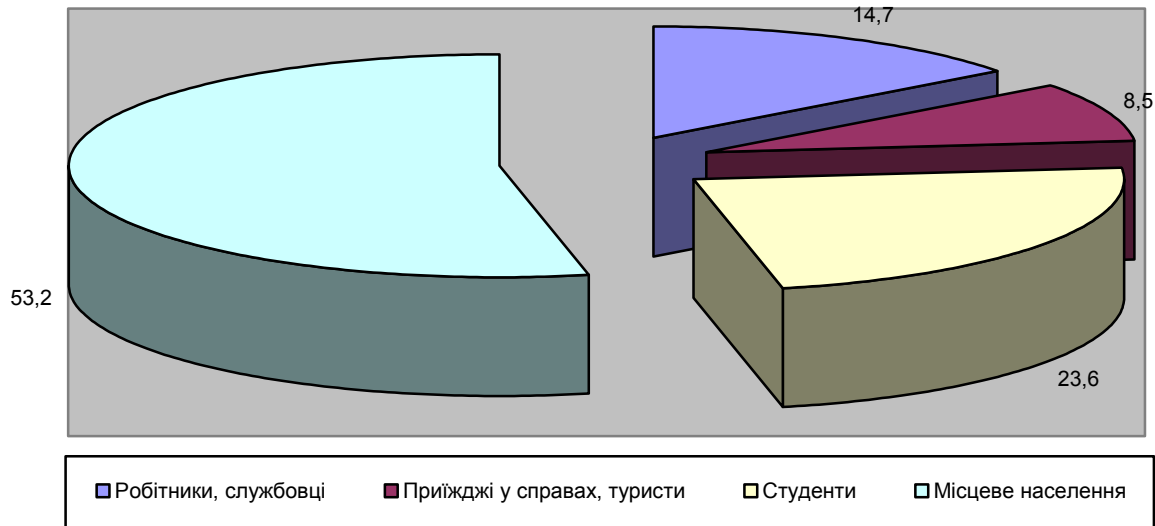 14,7
8,5
53,2
23,6
Робітники, службовці Приїжджі у справах, туристи Студенти Місцеве населення